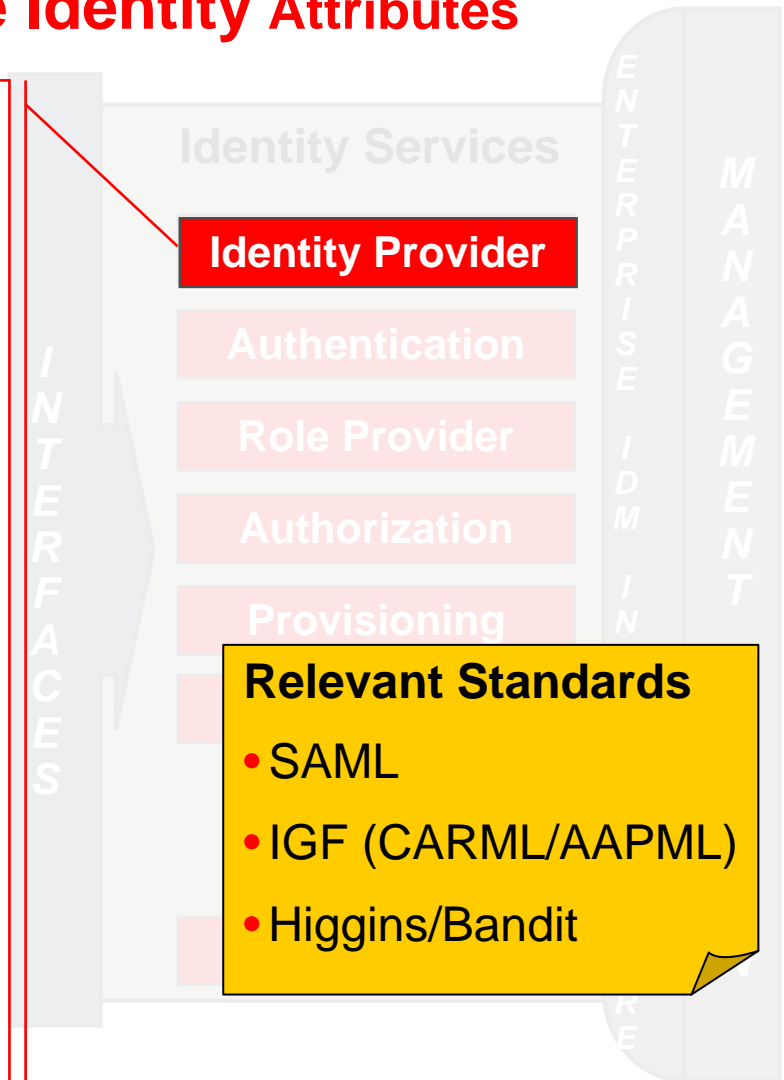 e Identity Attributes
Identity Services
Identity Provider
Authentication
Role Provider
Authorization
Provisioning
INTERFACES
ENTERPRISE IDM IN
RE
MANAGEMENT
N
Relevant Standards
• SAML
• IGF (CARML/AAPML)
• Higgins/Bandit